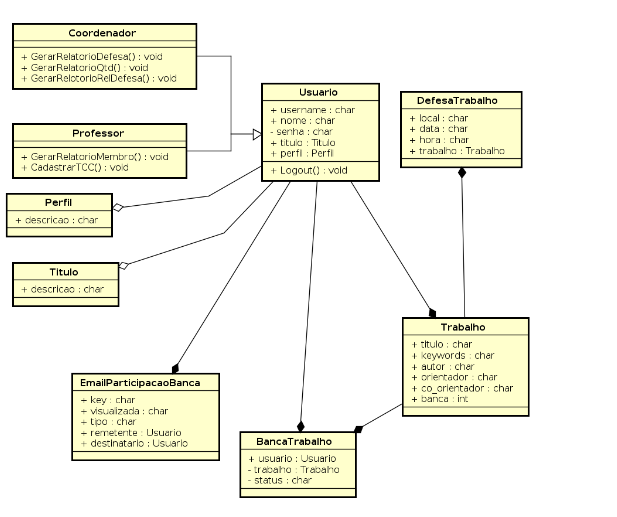 Coordenador
+ GerarRelatorioDefesa() : void
+ GerarRelatorioQtd() : void
+ GerarRelotorioRelDefesa() : void
Professor
+ GerarRelatorioMembro() : void
+ CadastrarTCC() : void
Perfil
+ descricao : char
Titulo
+ descricao : char
Usuario
+ username : char
+ nome : char
- senha : char
+ titulo : Titulo
+ perfil : Perfil
+ Logout() : void
DefesaTrabalho
+ local : char
+ data : char
+ hora : char
+ trabalho : Trabalho
Trabalho
+ titulo : char
+ keywords : char
+ autor : char
+ orientador : char
+ co_orientador : char
+ banca : int
EmailParticipacaoBanca
+ key : char
+ visualizada : char
+ tipo : char
+ remetente : Usuario
+ destinatario : Usuario
BancaTrabalho
+ usuario : Usuario
- trabalho : Trabalho
- status : char